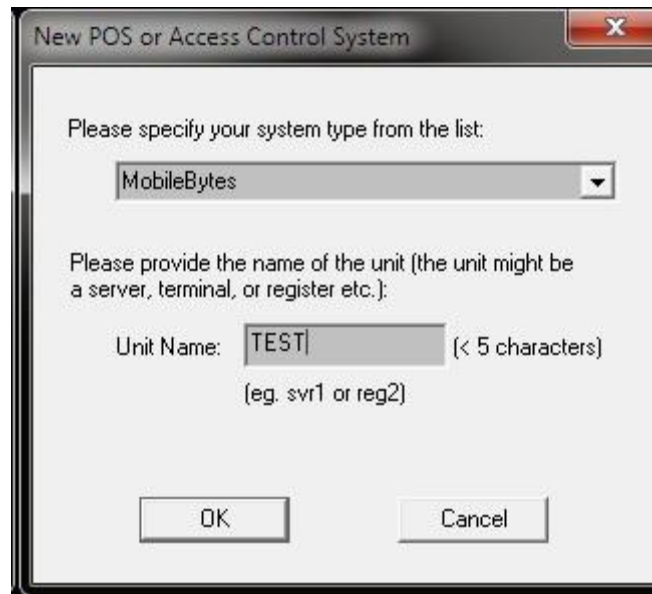 New POS or Access Control System
Please specify your system type from the list:
MobileBytes
Please provide the name of the unit (the unit might be
a server, terminal, or register etc.):
Unit Name: TEST (< 5 characters)
(eg. svr1 or reg2)
OK Cancel